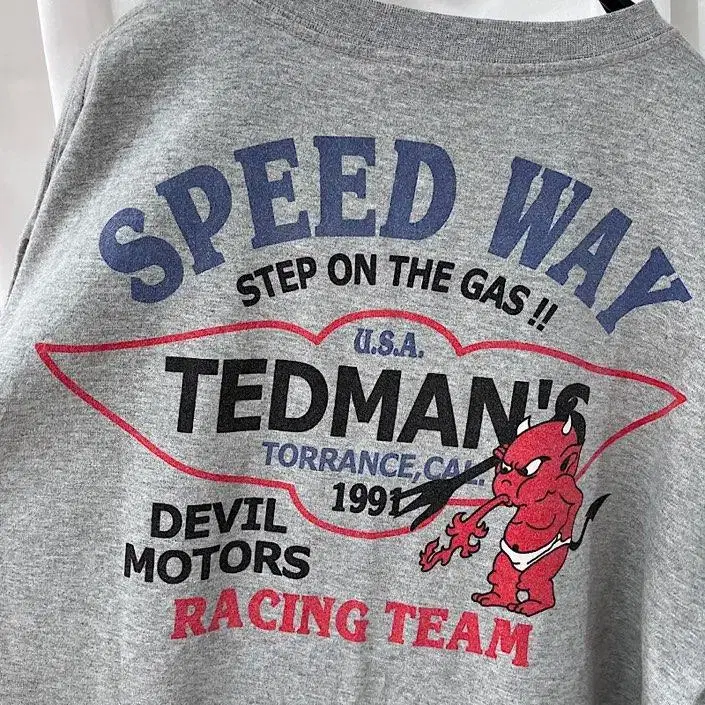 SPEED WAY
STEP ON THE GAS !!
U.S.A.
TEDMAN'S
TORRANCE, CAL.
1991
DEVIL
MOTORS
RACING TEAM